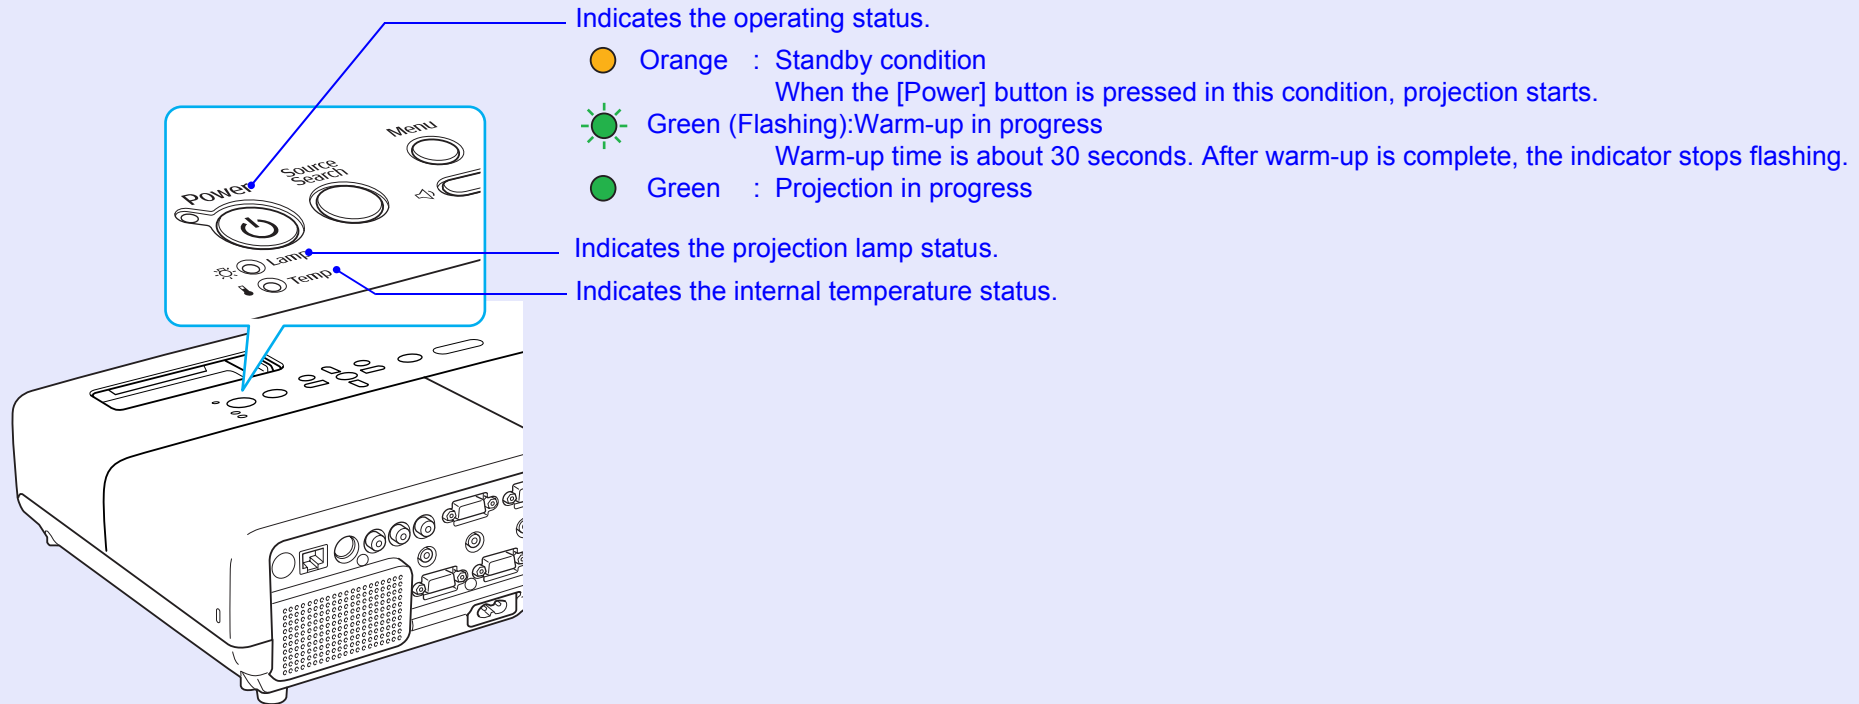 Indicates the operating status.
Orange : Standby condition
When the [Power] button is pressed in this condition, projection starts.
Green (Flashing):Warm-up in progress
Warm-up time is about 30 seconds. After warm-up is complete, the indicator stops flashing.
Green : Projection in progress
Indicates the projection lamp status.
Indicates the internal temperature status.
Menu
Source
Search
Power
Lamp
Temp